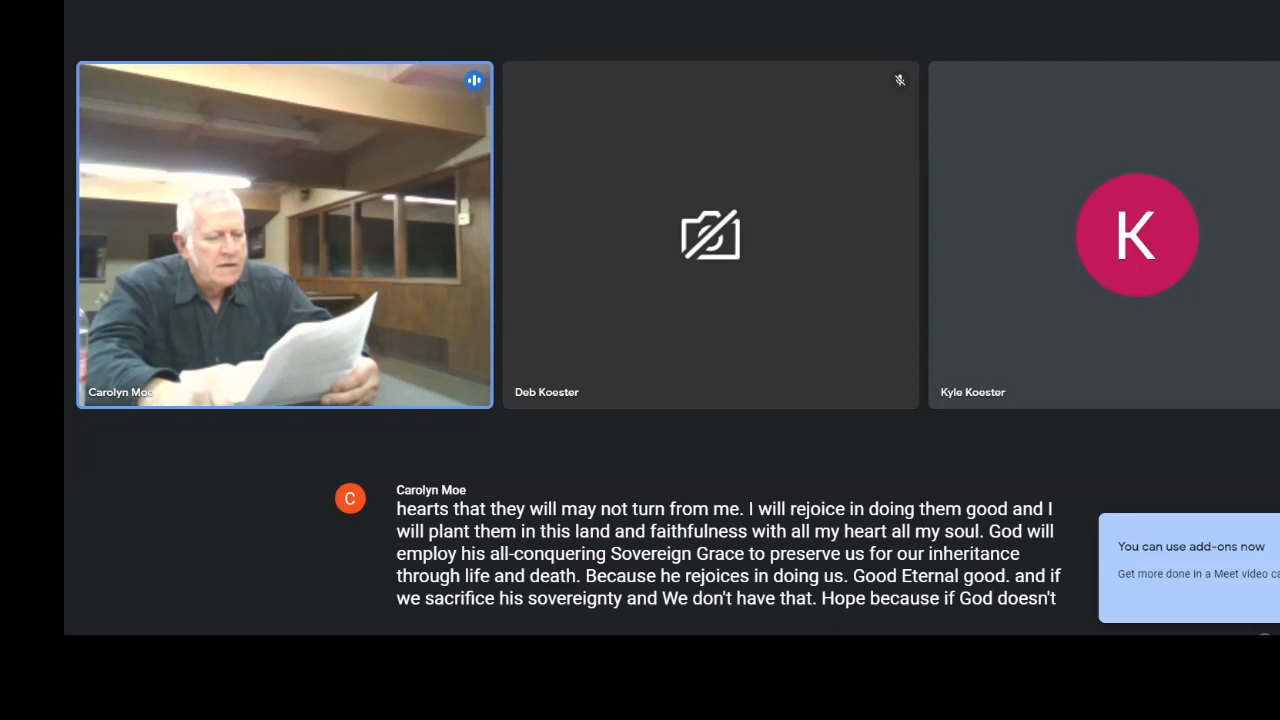 Carolyn Moe
Deb Koester
K
Kyle Koester
C
Carolyn Moe
hearts that they will may not turn from me. I will rejoice in doing them good and I
will plant them in this land and faithfulness with all my heart all my soul. God will
employ his all-conquering Sovereign Grace to preserve us for our inheritance
through life and death. Because he rejoices in doing us. Good Eternal good. and if
we sacrifice his sovereignty and We don't have that. Hope because if God doesn't
You can use add-ons now
Get more done in a Meet video ca